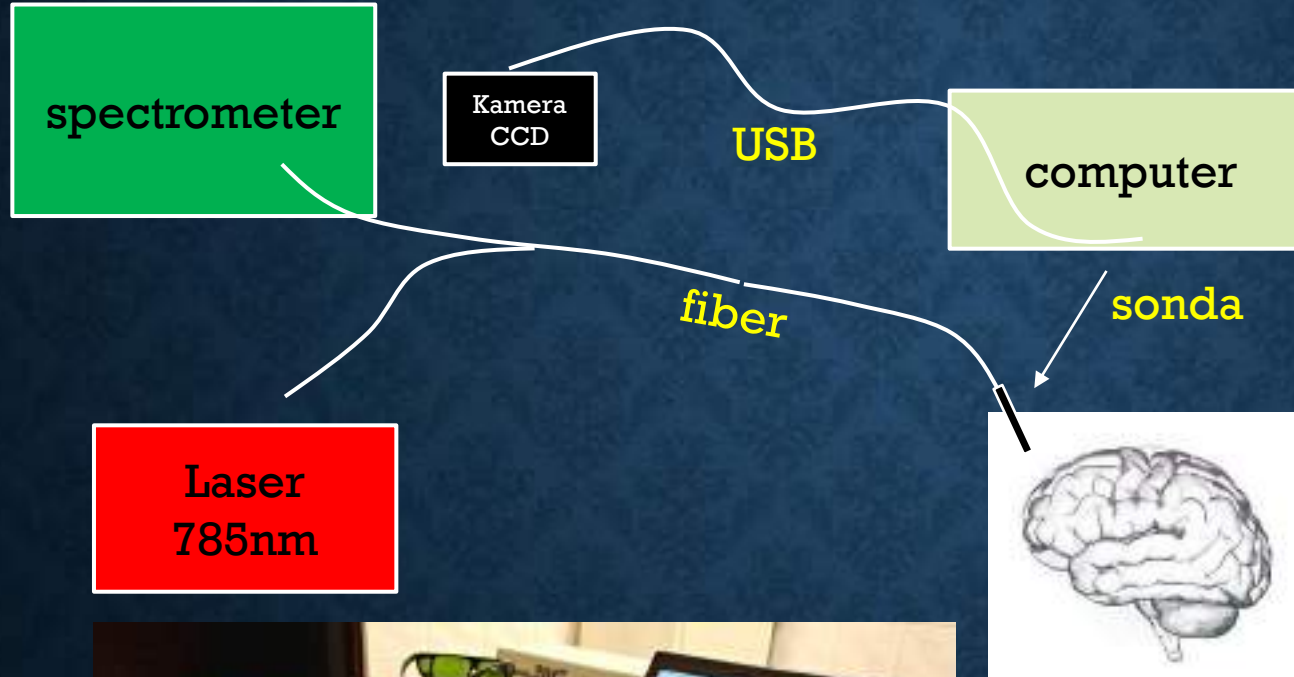 spectrometer
Kamera
CCD
USB
computer
fiber
sonda
Laser
785nm